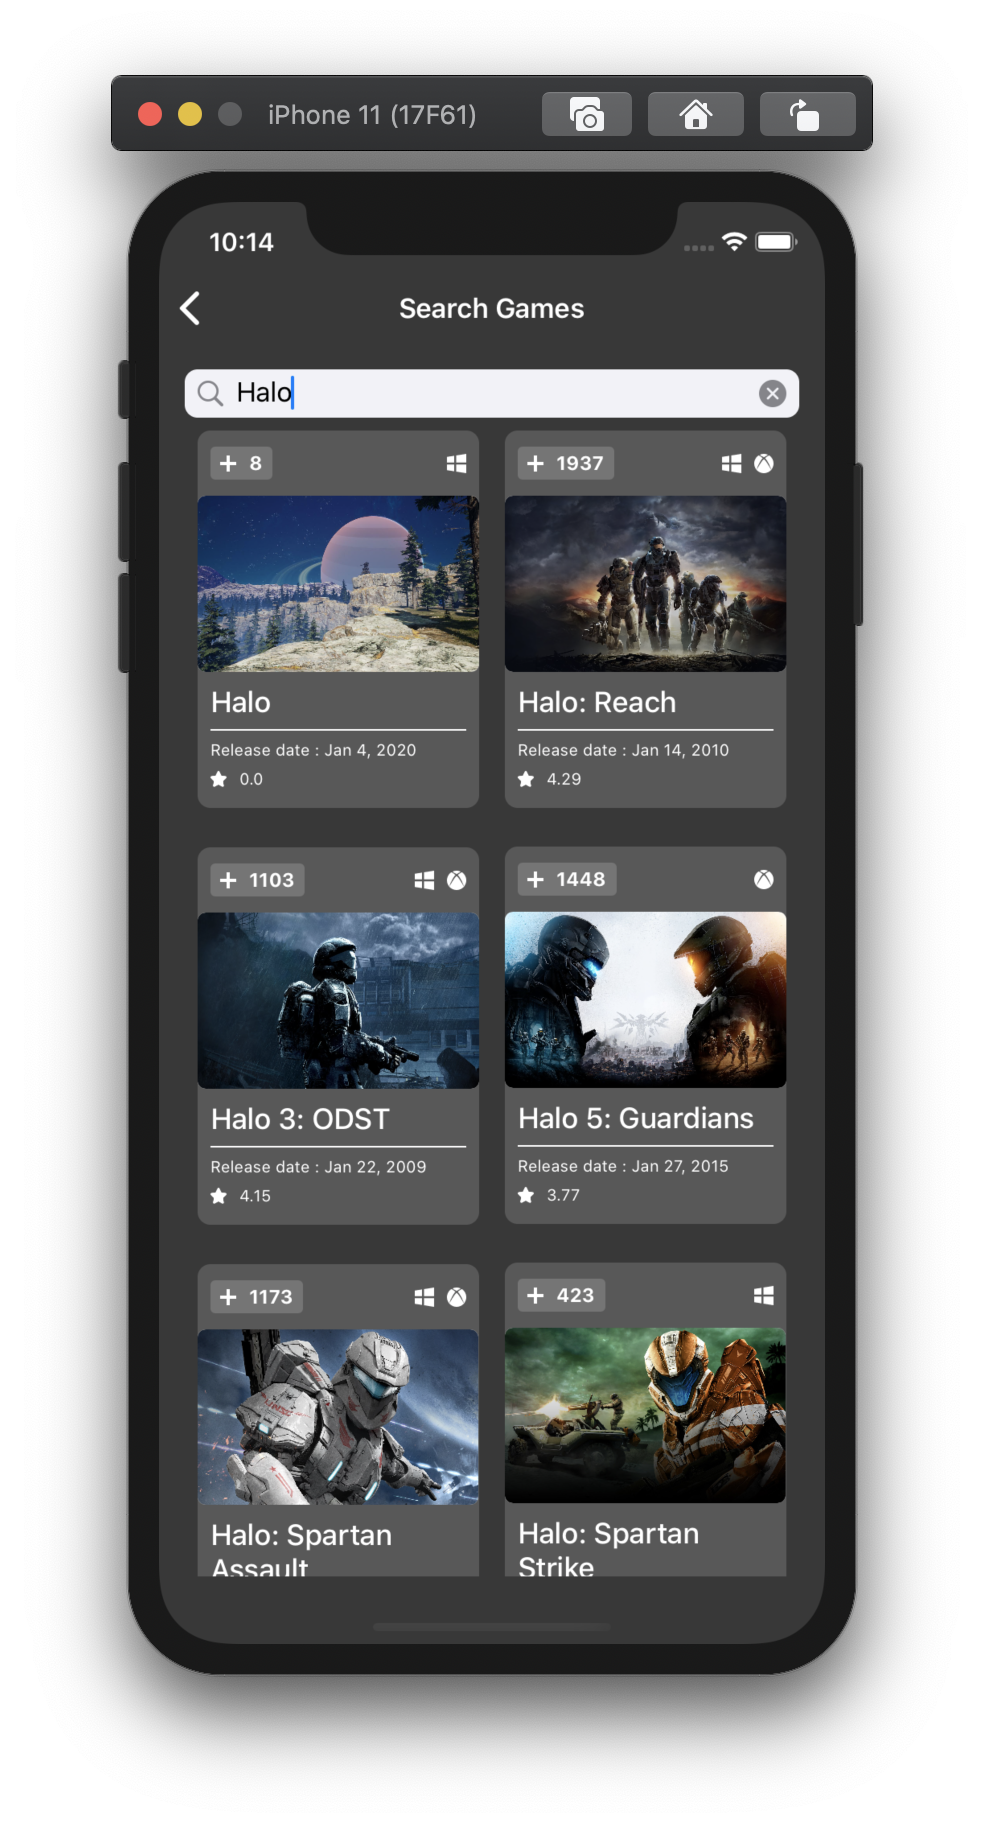 iPhone 11 (17F61)
10:14
Search Games
Halo
+ 8
+ 1937
Halo
Halo: Reach
Release date : Jan 4, 2020
Release date : Jan 14, 2010
0.0
4.29
+ 1103
+ 1448
Halo 3: ODST
Halo 5: Guardians
Release date : Jan 22, 2009
Release date : Jan 27, 2015
4.15
3.77
+ 1173
+ 423
Halo: Spartan
Assault
Halo: Spartan
Strike